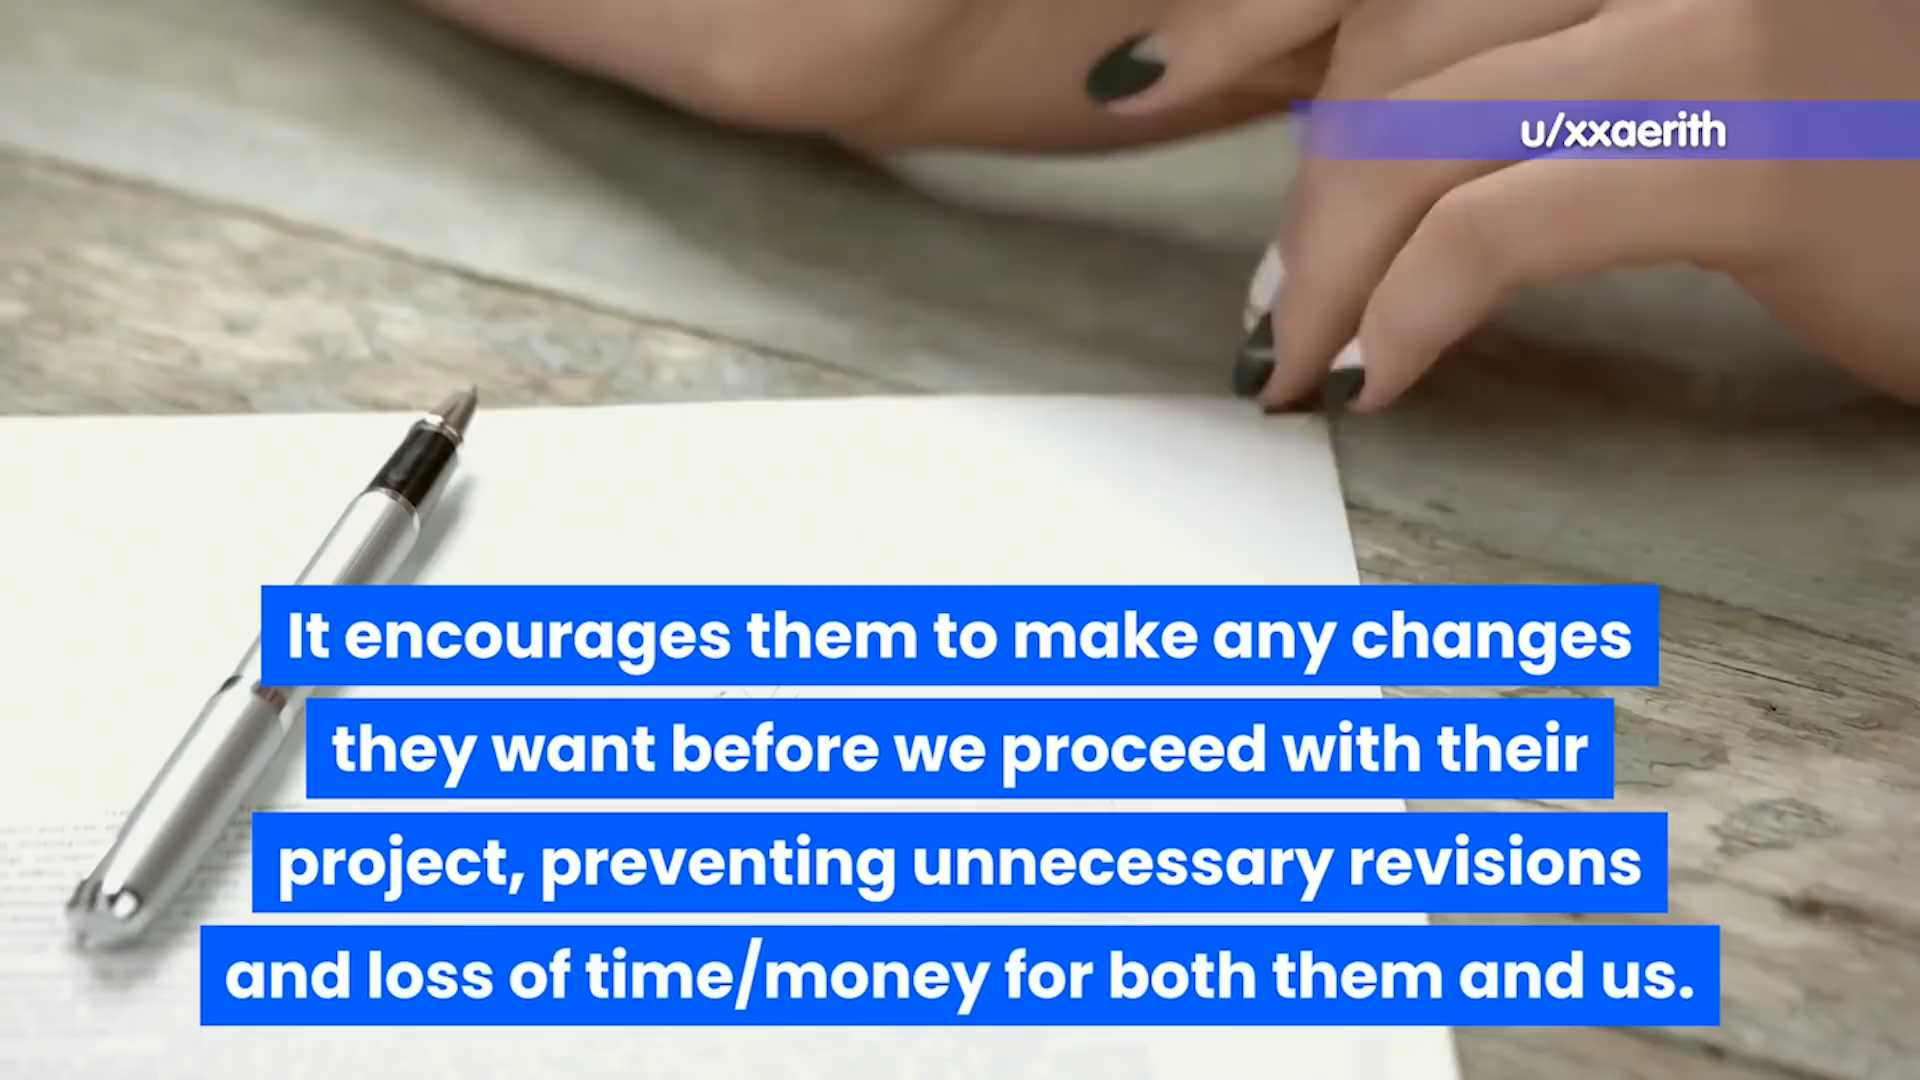 u/xxaerith
It encourages them to make any changes
they want before we proceed with their
project, preventing unnecessary revisions
and loss of time/money for both them and us.